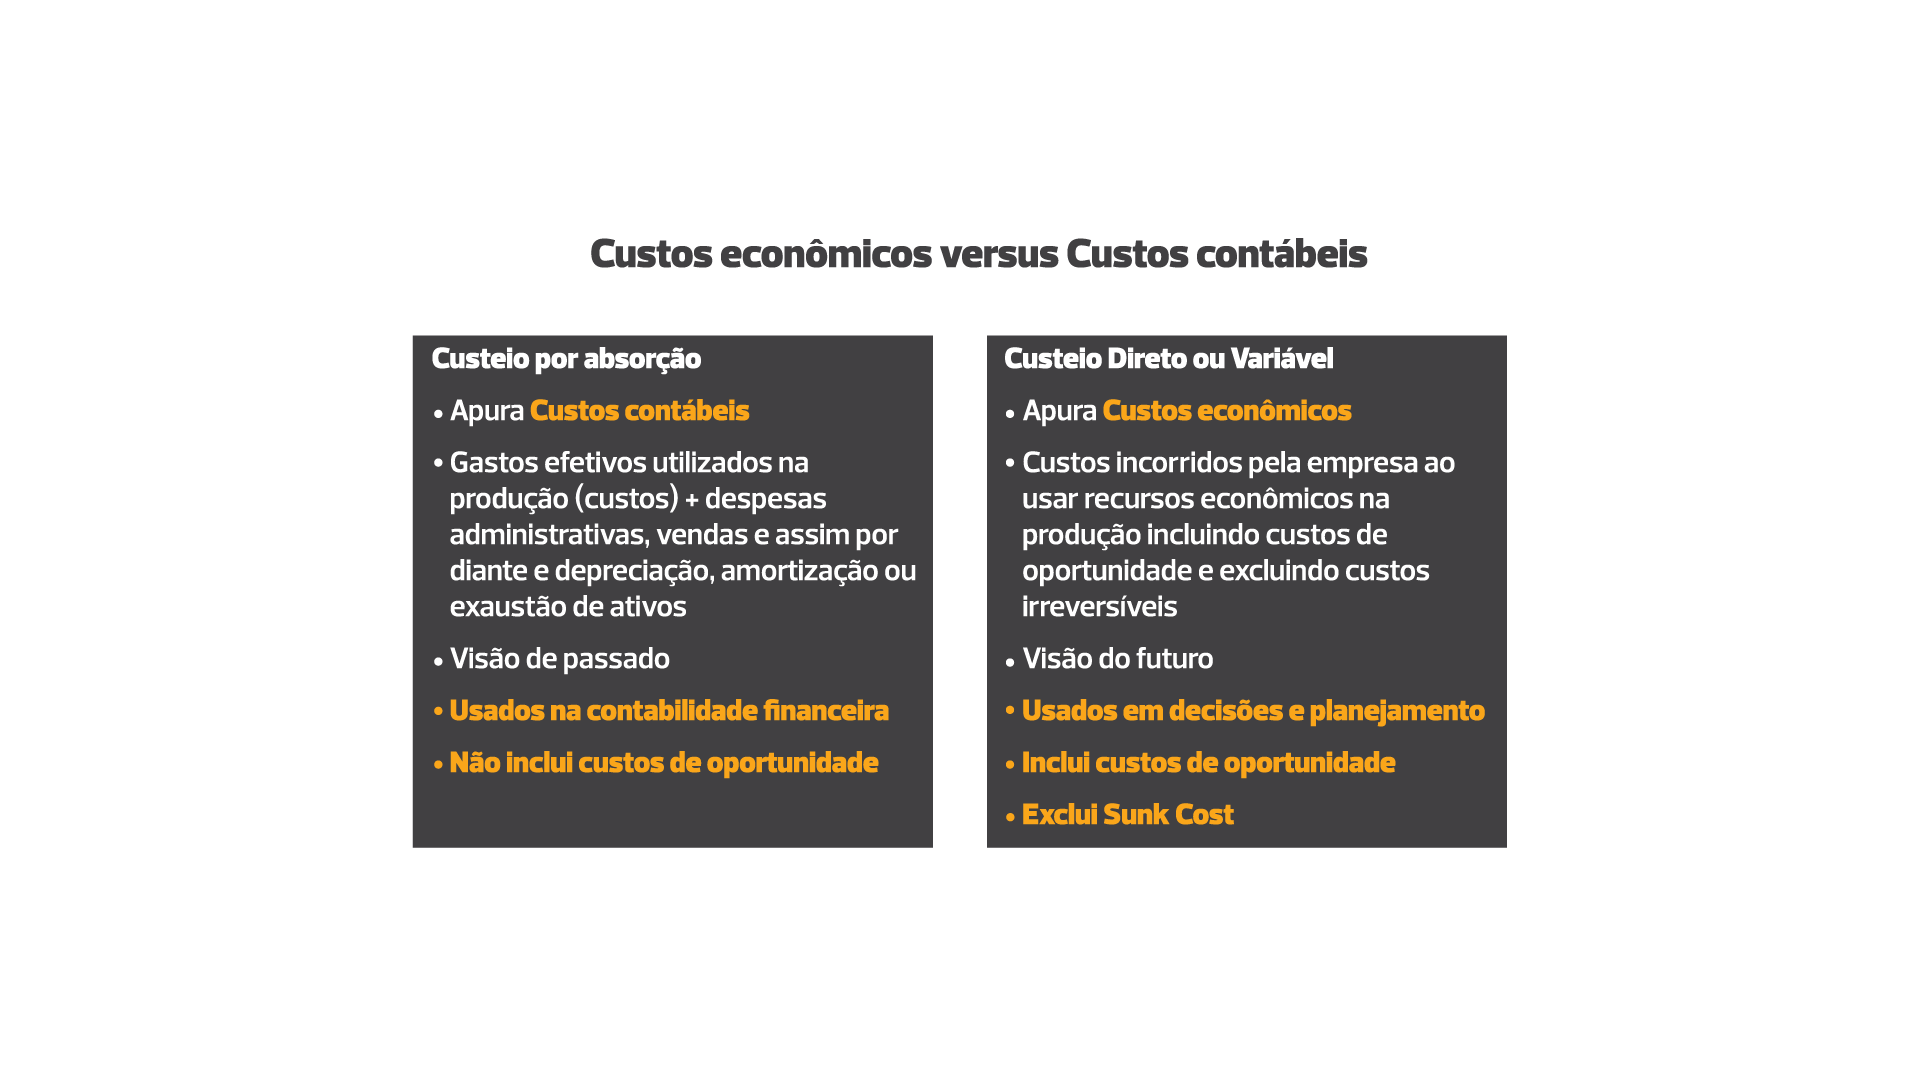 Custos econômicos versus Custos contábeis
Custeio por absorção
• Apura Custos contábeis
• Gastos efetivos utilizados na
produção (custos) + despesas
administrativas, vendas e assim por
diante e depreciação, amortização ou
exaustão de ativos
• Visão de passado
• Usados na contabilidade financeira
• Não inclui custos de oportunidade
Custeio Direto ou Variável
• Apura Custos econômicos
• Custos incorridos pela empresa ao
usar recursos econômicos na
produção incluindo custos de
oportunidade e excluindo custos
irreversíveis
• Visão do futuro
• Usados em decisões e planejamento
• Inclui custos de oportunidade
• Exclui Sunk Cost